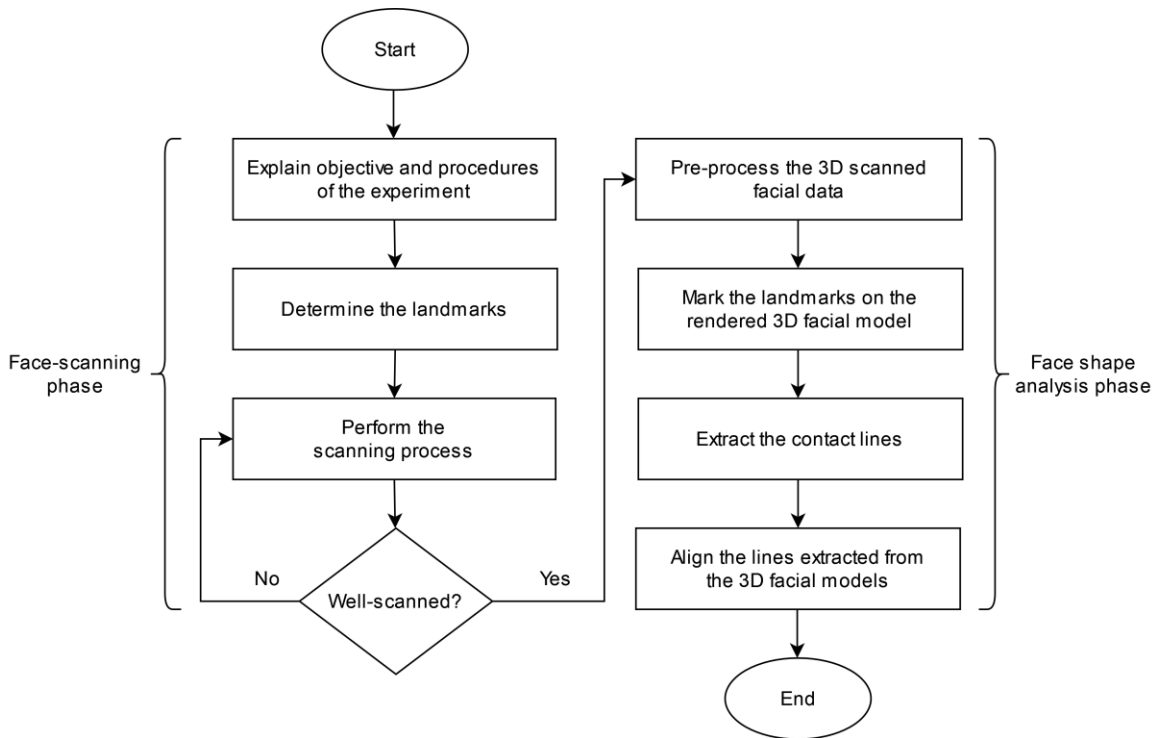 Start
Explain objective and procedures
of the experiment
Determine the landmarks
Face-scanning
phase
Perform the
scanning process
No
Well-scanned?
Yes
Pre-process the 3D scanned
facial data
Mark the landmarks on the
rendered 3D facial model
Face shape
analysis phase
Extract the contact lines
Align the lines extracted from
the 3D facial models
End